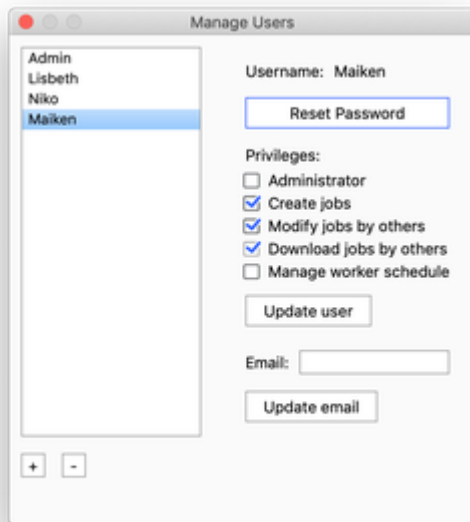 Manage Users
Admin
Lisbeth
Niko
Maiken
Username: Maiken
Reset Password
Privileges:
Administrator
Create jobs
Modify jobs by others
Download jobs by others
Manage worker schedule
Update user
Email:
Update email
+ -